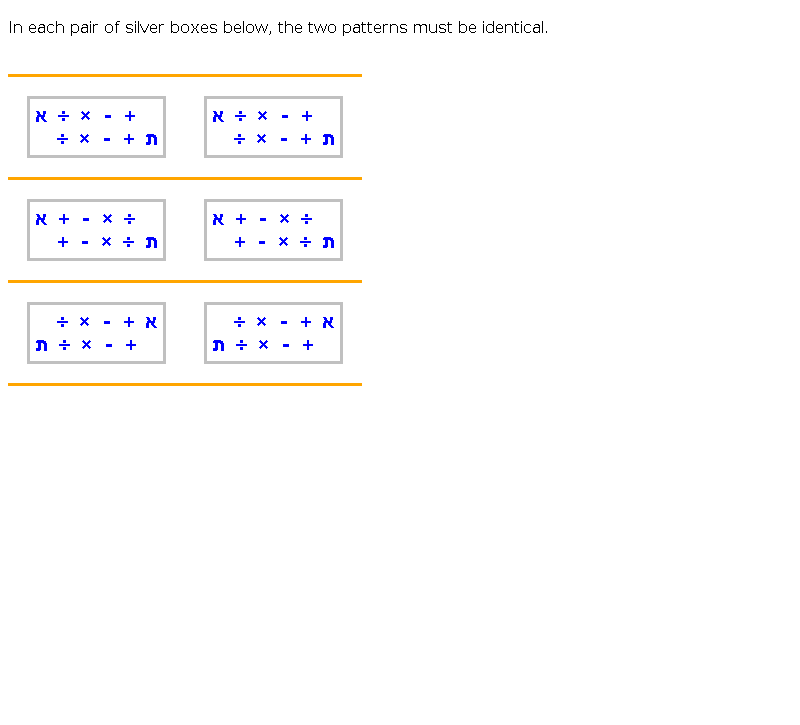 In each pair of silver boxes below, the two patterns must be identical.
א ÷ × - +
÷ × - + ת
א ÷ × - +
÷ × - + ת
א + - × ÷
+ - × ÷ ת
א + - × ÷
+ - × ÷ ת
÷ × - + א
ת ÷ × - +
÷ × - + א
ת ÷ × - +